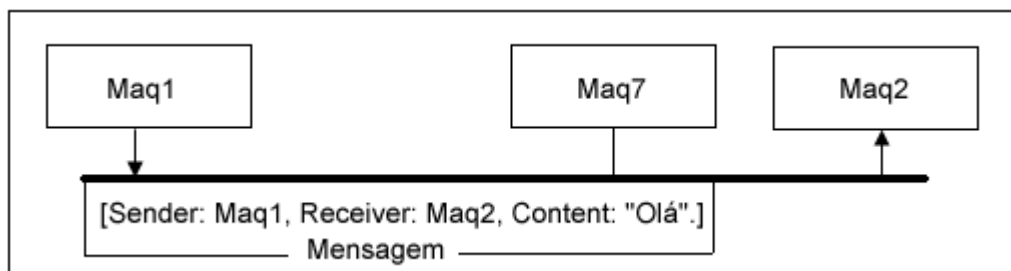 Maq1
Maq7
Maq2
[Sender: Maq1, Receiver: Maq2, Content: "Olá".]
Mensagem